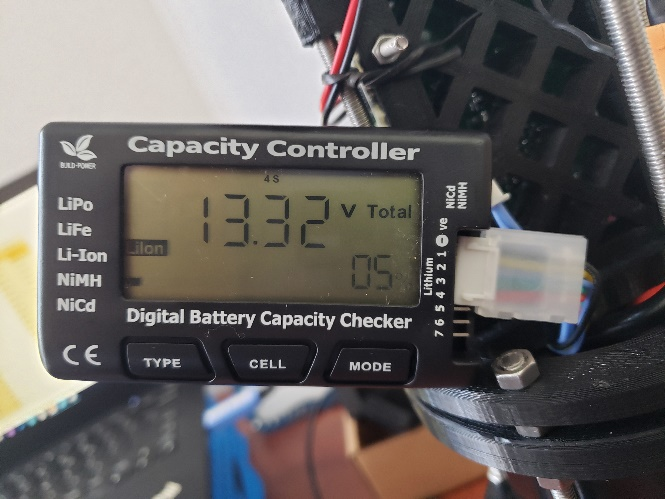 Capacity Controller
BUILD-POWER
LiPo
LiFe
Li-Ion
NiMH
NiCd
4S
13.32 V Total
LiIon
05
Digital Battery Capacity Checker
CE
TYPE
CELL
MODE
NiCd
NiMH
Lithium
7 6 5 4 3 2 1 - ve